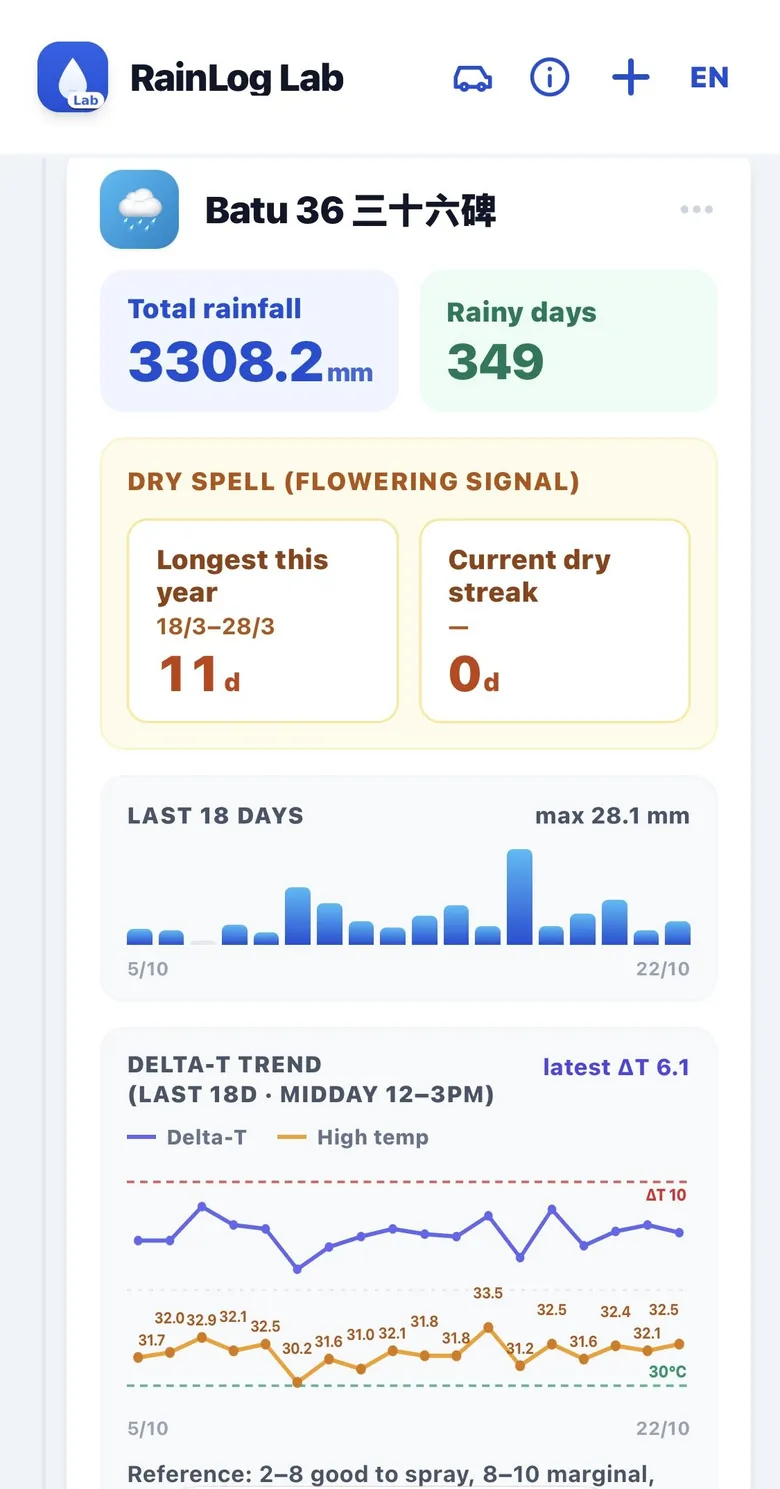 Lab
RainLog Lab
EN
Batu 36 三十六碑
Total rainfall
3308.2 mm
Rainy days
349
DRY SPELL (FLOWERING SIGNAL)
Longest this
year
18/3–28/3
11 d
Current dry
streak
—
0 d
LAST 18 DAYS
max 28.1 mm
5/10
22/10
DELTA-T TREND
(LAST 18D · MIDDAY 12–3PM)
latest ΔT 6.1
Delta-T
High temp
ΔT 10
31.7 32.0 32.9 32.1 32.5 30.2 31.6 31.0 32.1 31.8 31.8 33.5 31.2 32.5 31.6 32.4 32.1 32.5
30°C
5/10
22/10
Reference: 2–8 good to spray, 8–10 marginal,